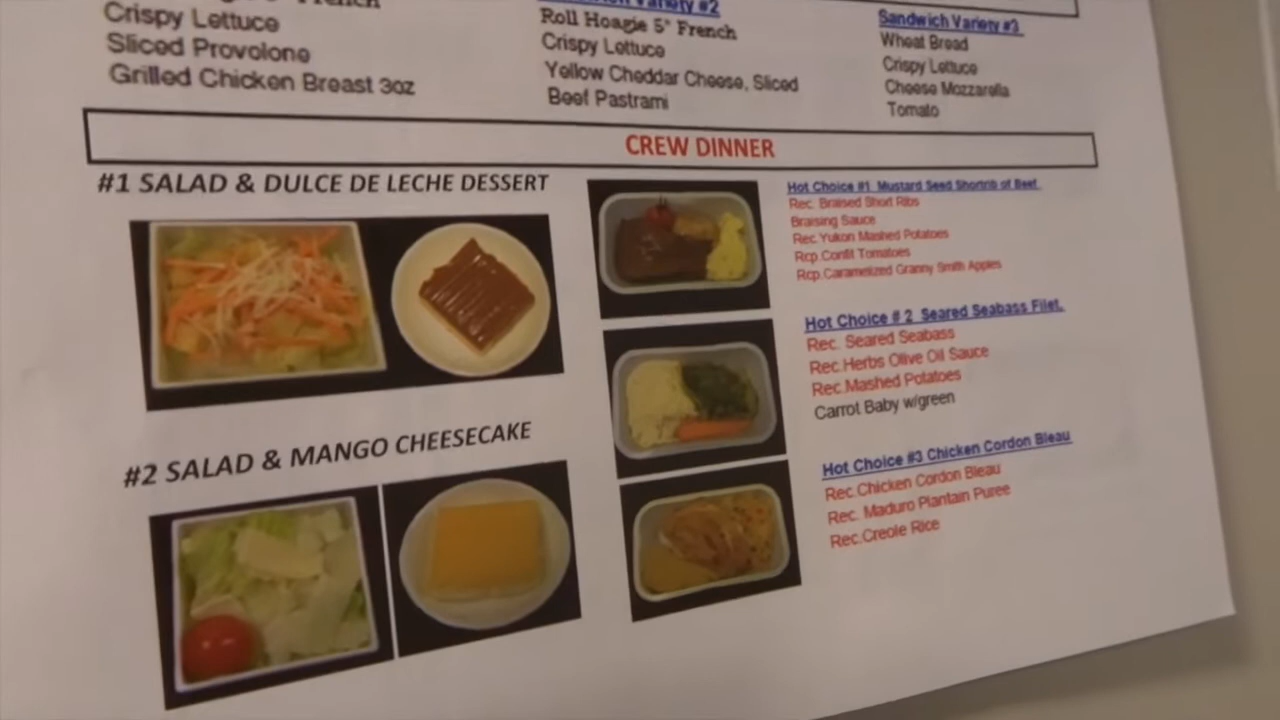 French
Crispy Lettuce
Sliced Provolone
Grilled Chicken Breast 3oz
Variety #2
Roll Hoagie 5" French
Crispy Lettuce
Yellow Cheddar Cheese, Sliced
Beef Pastrami
Sandwich Variety #3
Wheat Bread
Crispy Lettuce
Cheese Mozzarella
Tomato
CREW DINNER
#1 SALAD & DULCE DE LECHE DESSERT
#2 SALAD & MANGO CHEESECAKE
Hot Choice #1 Mustard Seed Shortrib of Beef
Rec. Braised Short Ribs
Braising Sauce
Rec.Yukon Mashed Potatoes
Rcp.Confit Tomatoes
Rcp.Caramelized Granny Smith Apples
Hot Choice # 2 Seared Seabass Filet.
Rec. Seared Seabass
Rec.Herbs Olive Oil Sauce
Rec.Mashed Potatoes
Carrot Baby w/green
Hot Choice #3 Chicken Cordon Bleau
Rec.Chicken Cordon Bleau
Rec. Maduro Plantain Puree
Rec.Creole Rice